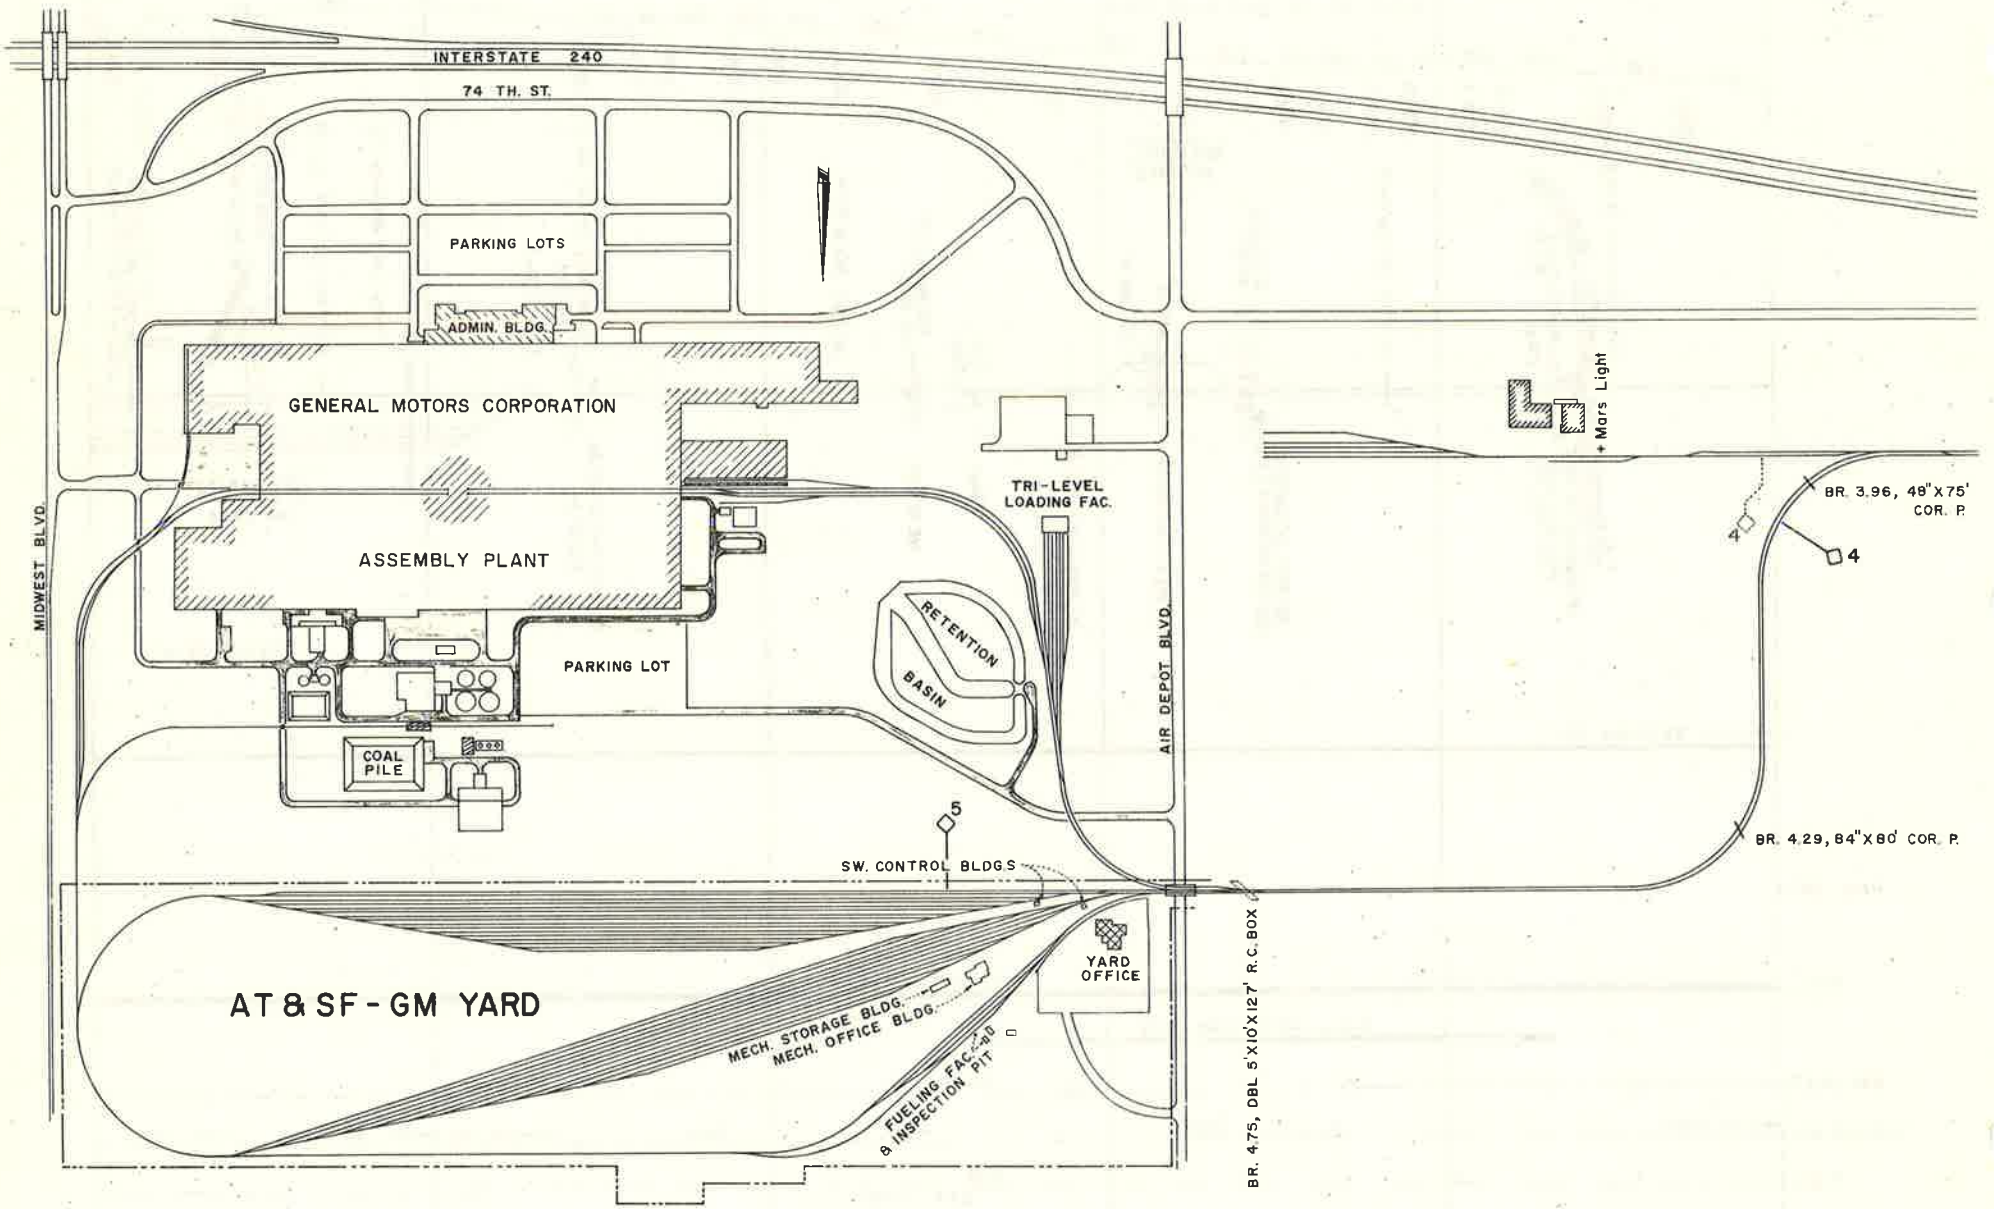 INTERSTATE 240
74 TH. ST.
PARKING LOTS
ADMIN. BLDG.
GENERAL MOTORS CORPORATION
ASSEMBLY PLANT
MIDWEST BLVD.
TRI-LEVEL
LOADING FAC.
+ Mars Light
BR. 3.96, 48"X75'
COR. P.
4
4
RETENTION
BASIN
PARKING LOT
AIR DEPOT BLVD.
COAL
PILE
5
SW. CONTROL BLDGS
BR. 4.29, 84"X80' COR. P.
YARD
OFFICE
AT & SF - GM YARD
MECH. STORAGE BLDG.
MECH. OFFICE BLDG.
FUELING FAC.
& INSPECTION PIT
BR. 4.75, DBL 5'X10'X127' R.C. BOX